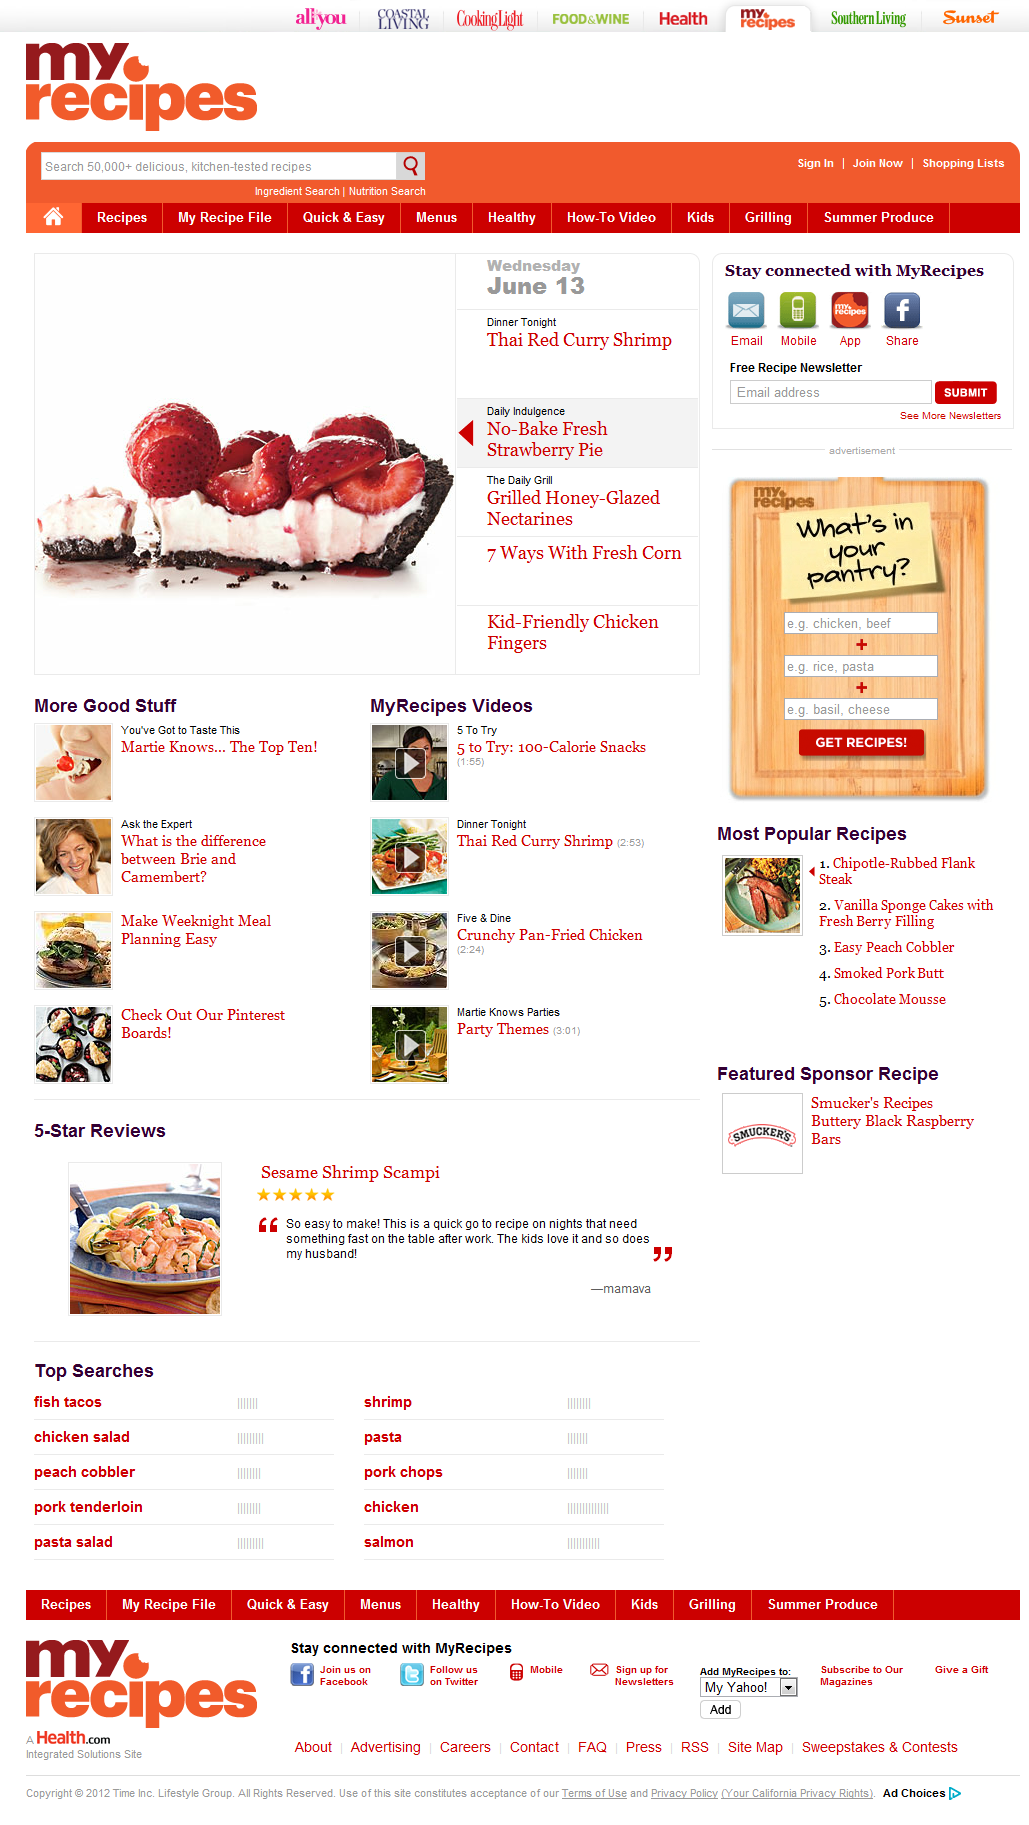 all you
COASTAL LIVING
CookingLight
FOOD&WINE
Health
my recipes
Southern Living
Sunset
my recipes
Search 50,000+ delicious, kitchen-tested recipes
Sign In | Join Now | Shopping Lists
Ingredient Search | Nutrition Search
Recipes
My Recipe File
Quick & Easy
Menus
Healthy
How-To Video
Kids
Grilling
Summer Produce
Wednesday
June 13
Dinner Tonight
Thai Red Curry Shrimp
Daily Indulgence
No-Bake Fresh
Strawberry Pie
The Daily Grill
Grilled Honey-Glazed
Nectarines
7 Ways With Fresh Corn
Kid-Friendly Chicken
Fingers
Stay connected with MyRecipes
my recipes
Email
Mobile
App
Share
Free Recipe Newsletter
Email address
SUBMIT
See More Newsletters
advertisement
my recipes
What's in
your
pantry?
e.g. chicken, beef
+
e.g. rice, pasta
+
e.g. basil, cheese
GET RECIPES!
More Good Stuff
You've Got to Taste This
Martie Knows... The Top Ten!
Ask the Expert
What is the difference
between Brie and
Camembert?
Make Weeknight Meal
Planning Easy
Check Out Our Pinterest
Boards!
MyRecipes Videos
5 To Try
5 to Try: 100-Calorie Snacks
(1:55)
Dinner Tonight
Thai Red Curry Shrimp (2:53)
Five & Dine
Crunchy Pan-Fried Chicken
(2:24)
Martie Knows Parties
Party Themes (3:01)
Most Popular Recipes
1. Chipotle-Rubbed Flank
Steak
2. Vanilla Sponge Cakes with
Fresh Berry Filling
3. Easy Peach Cobbler
4. Smoked Pork Butt
5. Chocolate Mousse
Featured Sponsor Recipe
SMUCKER'S
Smucker's Recipes
Buttery Black Raspberry
Bars
5-Star Reviews
Sesame Shrimp Scampi
“ So easy to make! This is a quick go to recipe on nights that need
something fast on the table after work. The kids love it and so does
my husband! ”
—mamava
Top Searches
fish tacos
shrimp
chicken salad
pasta
peach cobbler
pork chops
pork tenderloin
chicken
pasta salad
salmon
Recipes
My Recipe File
Quick & Easy
Menus
Healthy
How-To Video
Kids
Grilling
Summer Produce
my recipes
A Health.com
Integrated Solutions Site
Stay connected with MyRecipes
Join us on
Facebook
Follow us
on Twitter
Mobile
Sign up for
Newsletters
Add MyRecipes to:
My Yahoo!
Add
Subscribe to Our
Magazines
Give a Gift
About | Advertising | Careers | Contact | FAQ | Press | RSS | Site Map | Sweepstakes & Contests
Copyright © 2012 Time Inc. Lifestyle Group. All Rights Reserved. Use of this site constitutes acceptance of our Terms of Use and Privacy Policy (Your California Privacy Rights). Ad Choices